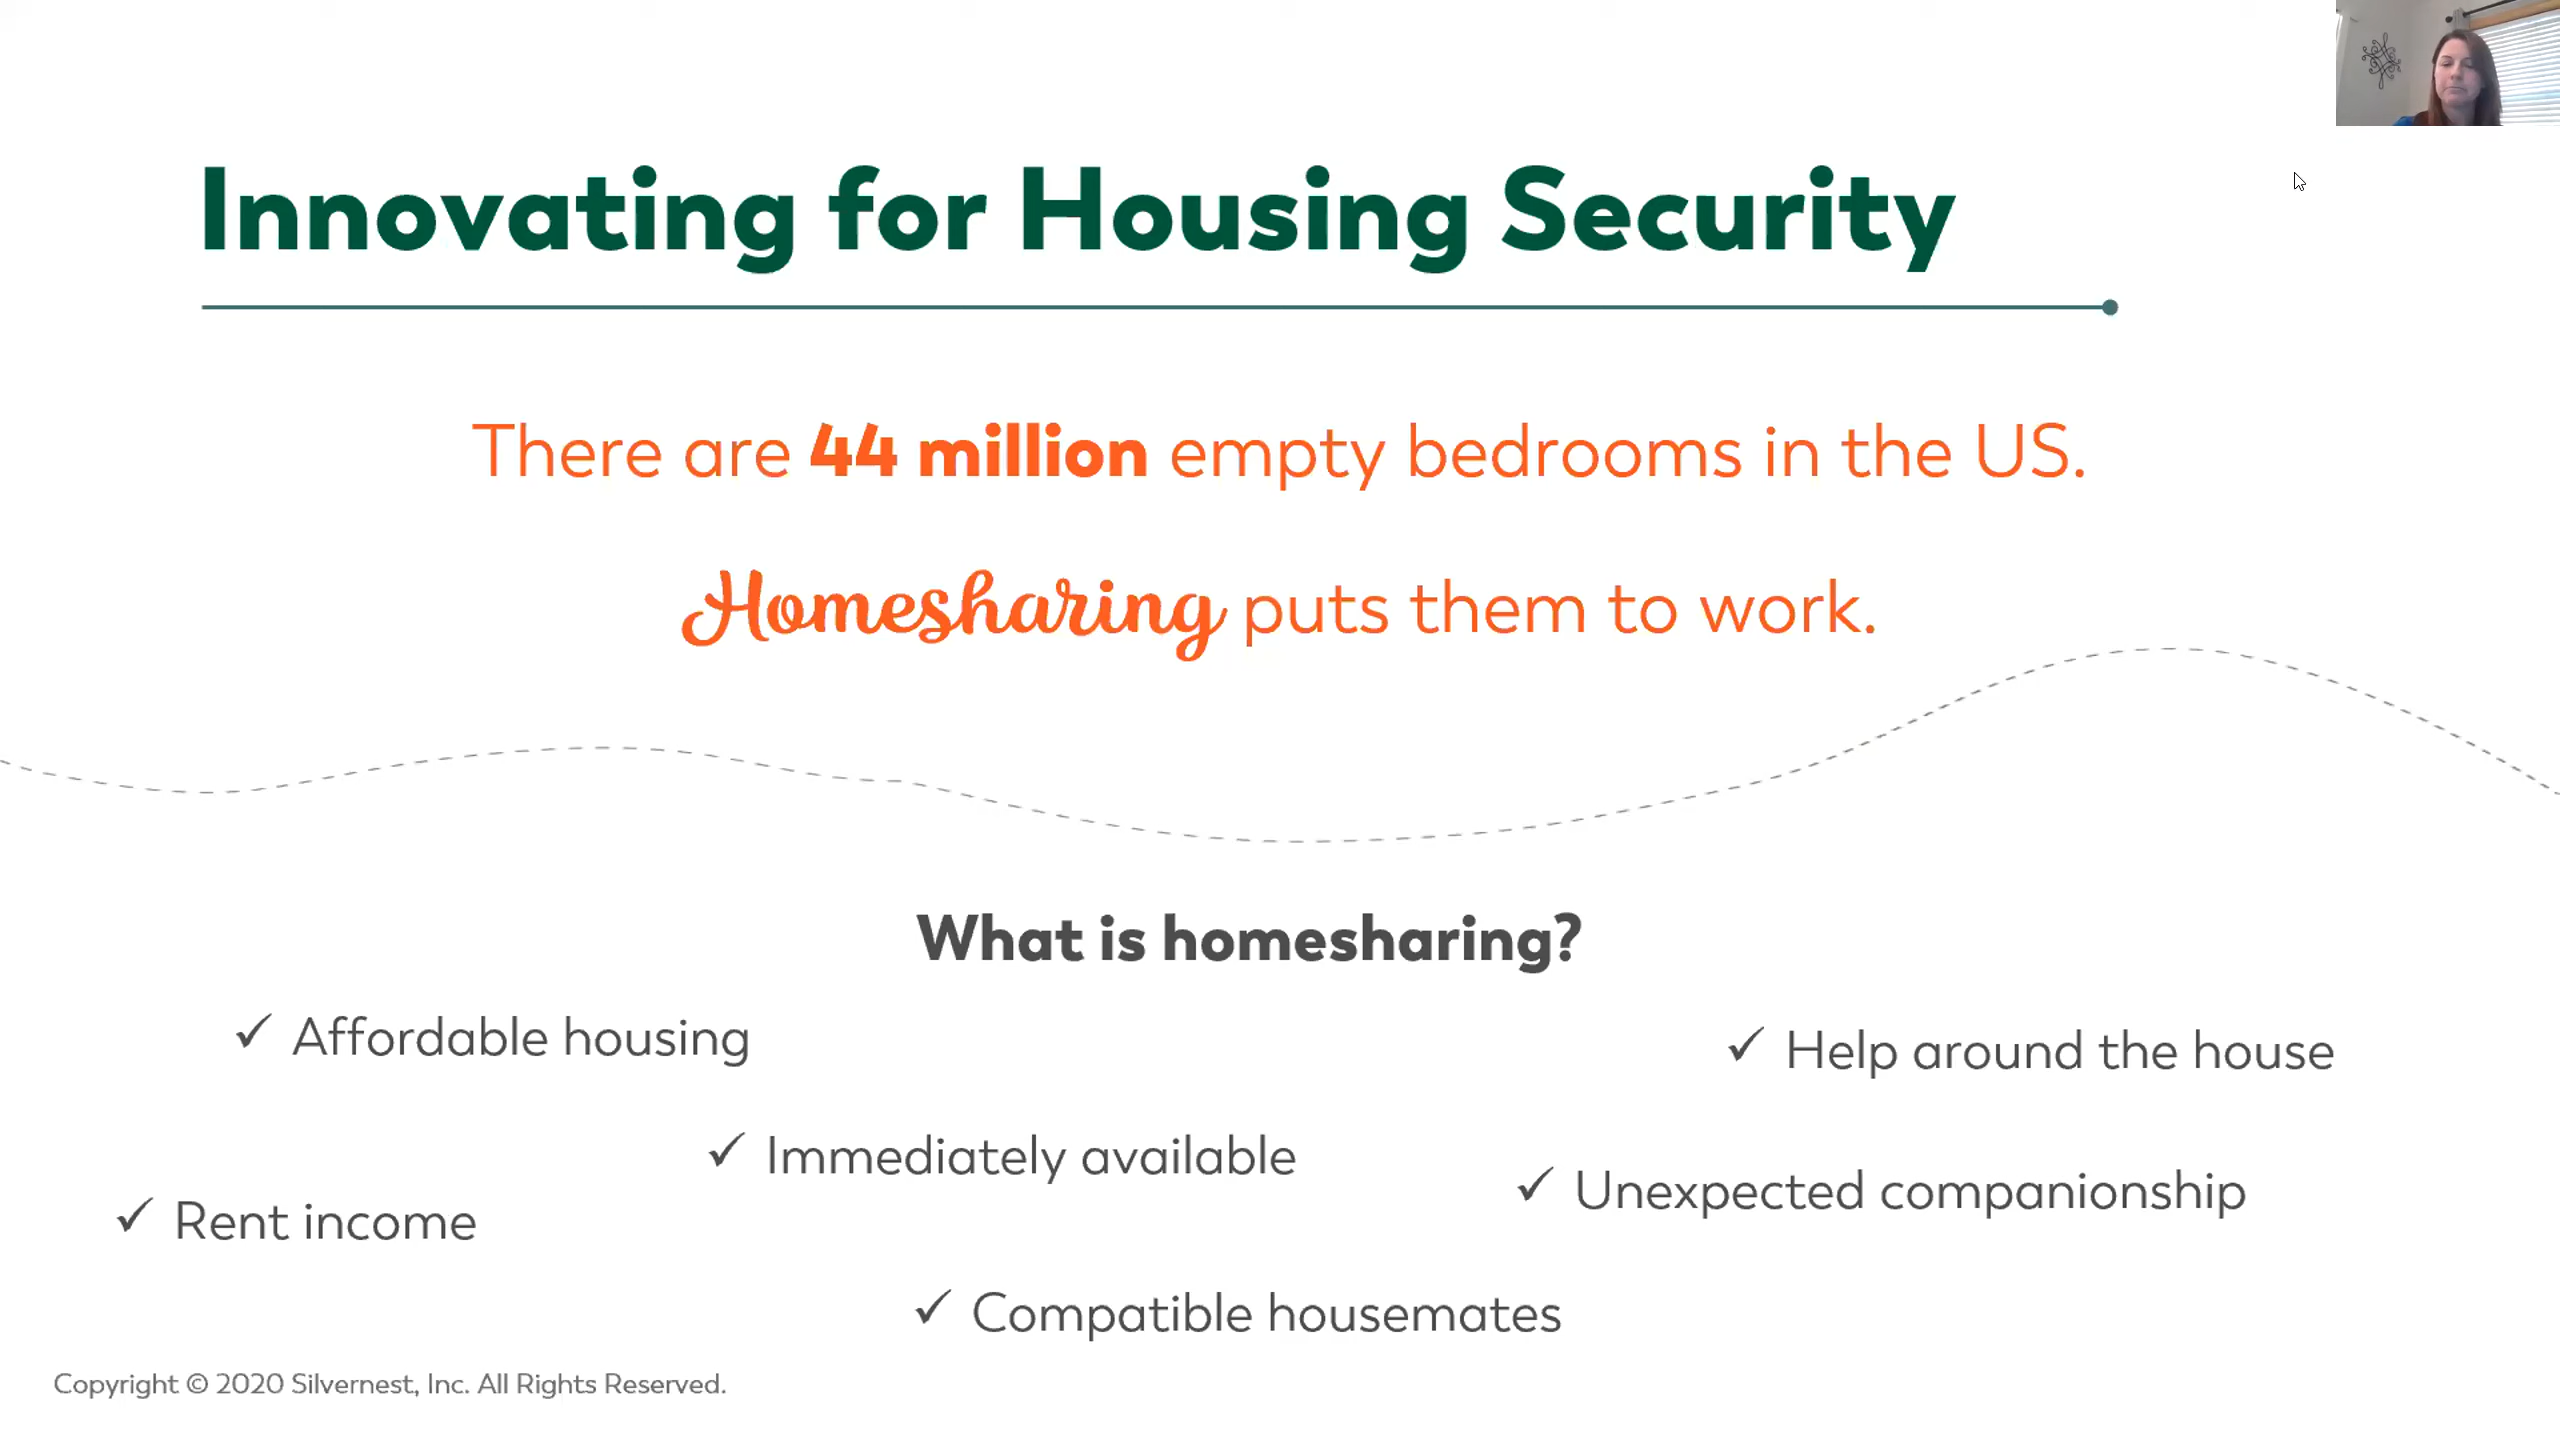 Innovating for Housing Security
There are 44 million empty bedrooms in the US.
Homesharing puts them to work.
What is homesharing?
✓ Affordable housing
✓ Help around the house
✓ Immediately available
✓ Unexpected companionship
✓ Rent income
✓ Compatible housemates
Copyright © 2020 Silvernest, Inc. All Rights Reserved.